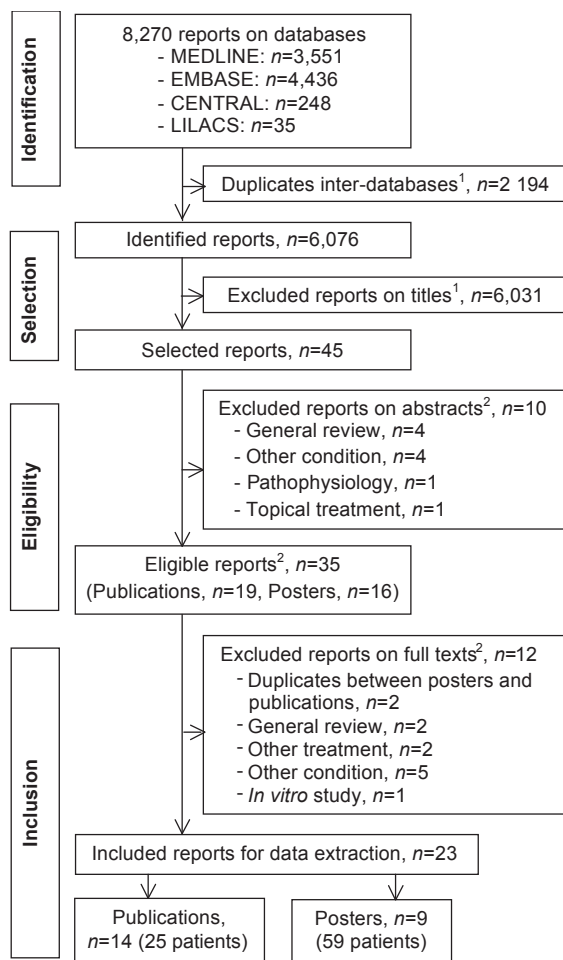 Identification
8,270 reports on databases
- MEDLINE: n=3,551
- EMBASE: n=4,436
- CENTRAL: n=248
- LILACS: n=35
Duplicates inter-databases¹, n=2 194
Selection
Identified reports, n=6,076
Excluded reports on titles¹, n=6,031
Selected reports, n=45
Eligibility
Excluded reports on abstracts², n=10
- General review, n=4
- Other condition, n=4
- Pathophysiology, n=1
- Topical treatment, n=1
Eligible reports², n=35
(Publications, n=19, Posters, n=16)
Inclusion
Excluded reports on full texts², n=12
- Duplicates between posters and
publications, n=2
- General review, n=2
- Other treatment, n=2
- Other condition, n=5
- In vitro study, n=1
Included reports for data extraction, n=23
Publications,
n=14 (25 patients)
Posters, n=9
(59 patients)